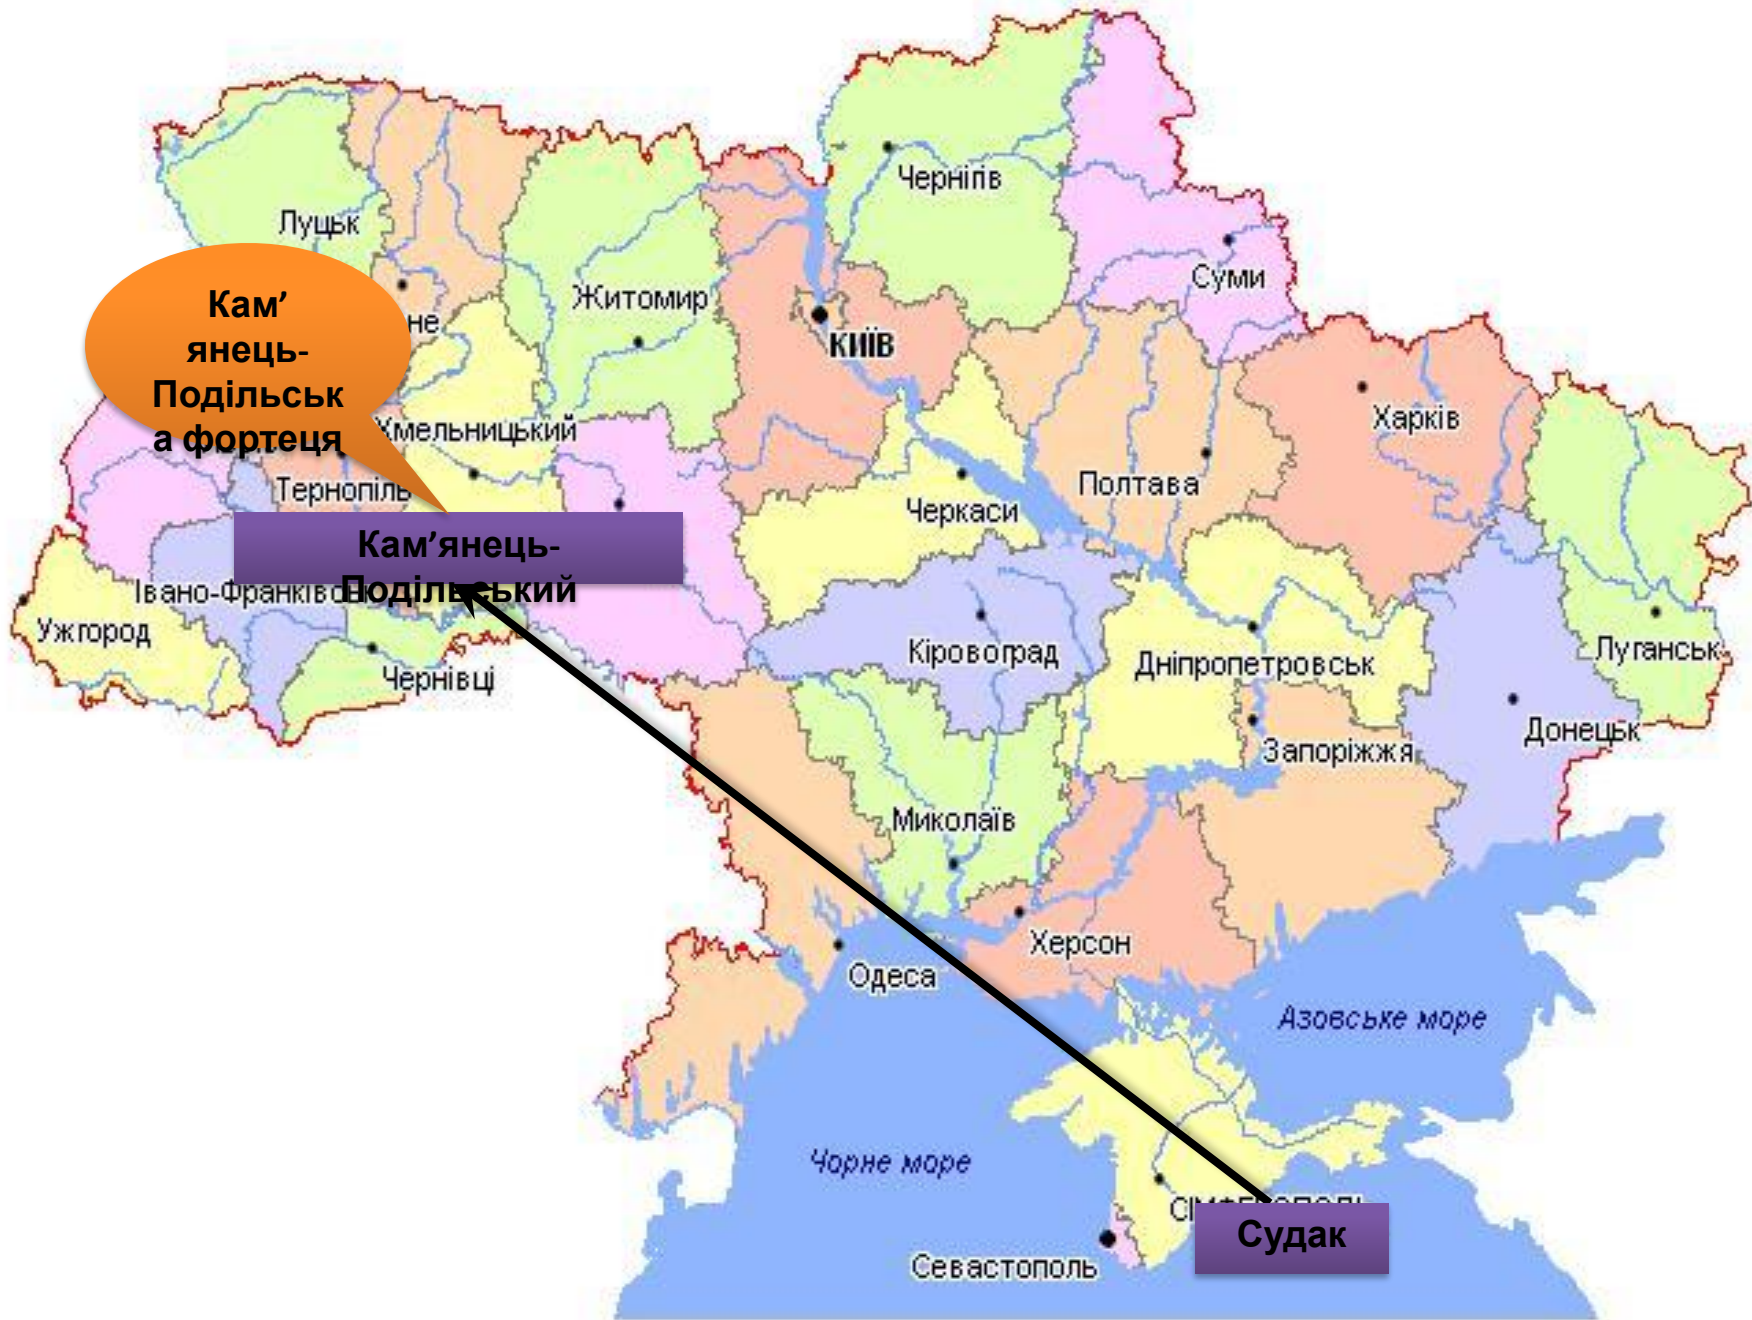 Чернігів
Луцьк
Суми
Житомир
Кам’
янець-
Подільськ
а фортеця
не
КИЇВ
Харків
Хмельницький
Тернопіль
Полтава
Черкаси
Кам’янець-
Подільський
Івано-Франківськ
Ужгород
Кіровоград
Дніпропетровськ
Луганськ
Чернівці
Донецьк
Запоріжжя
Миколаїв
Херсон
Одеса
Азовське море
Чорне море
Судак
Севастополь